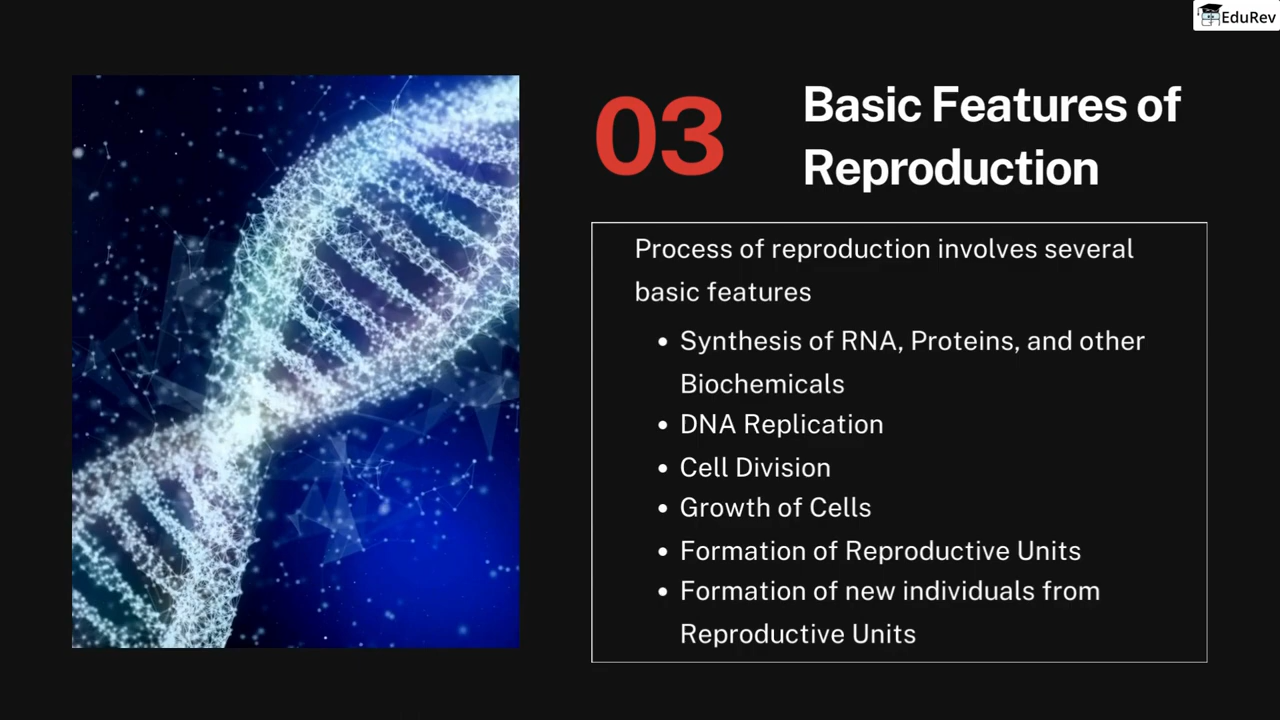 EduRev
03
Basic Features of
Reproduction
Process of reproduction involves several
basic features
• Synthesis of RNA, Proteins, and other
Biochemicals
• DNA Replication
• Cell Division
• Growth of Cells
• Formation of Reproductive Units
• Formation of new individuals from
Reproductive Units